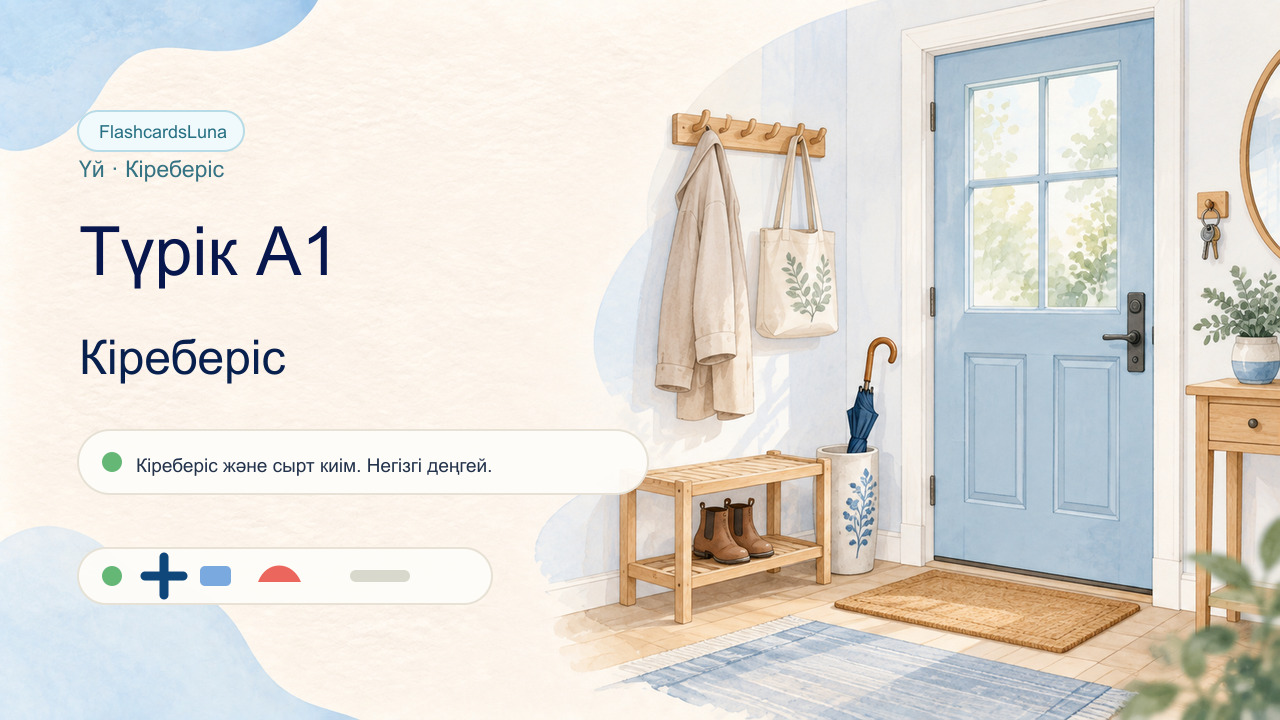 FlashcardsLuna
Үй · Кіреберіс
Түрік A1
Кіреберіс
Кіреберіс және сырт киім. Негізгі деңгей.